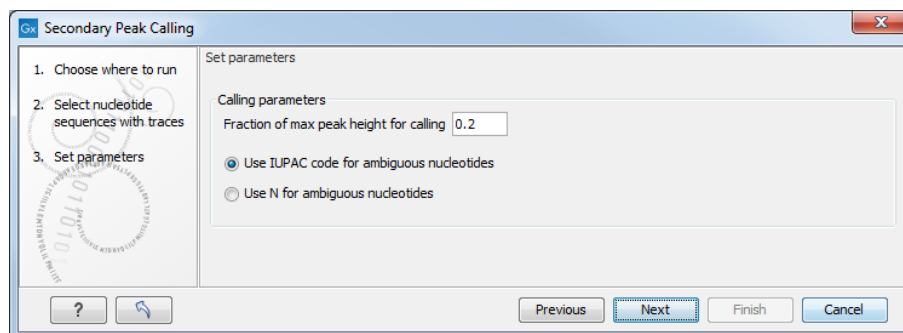 Gx Secondary Peak Calling
X
1. Choose where to run
2. Select nucleotide
sequences with traces
3. Set parameters
Set parameters
Calling parameters
Fraction of max peak height for calling 0.2
Use IUPAC code for ambiguous nucleotides
Use N for ambiguous nucleotides
?
Previous
Next
Finish
Cancel